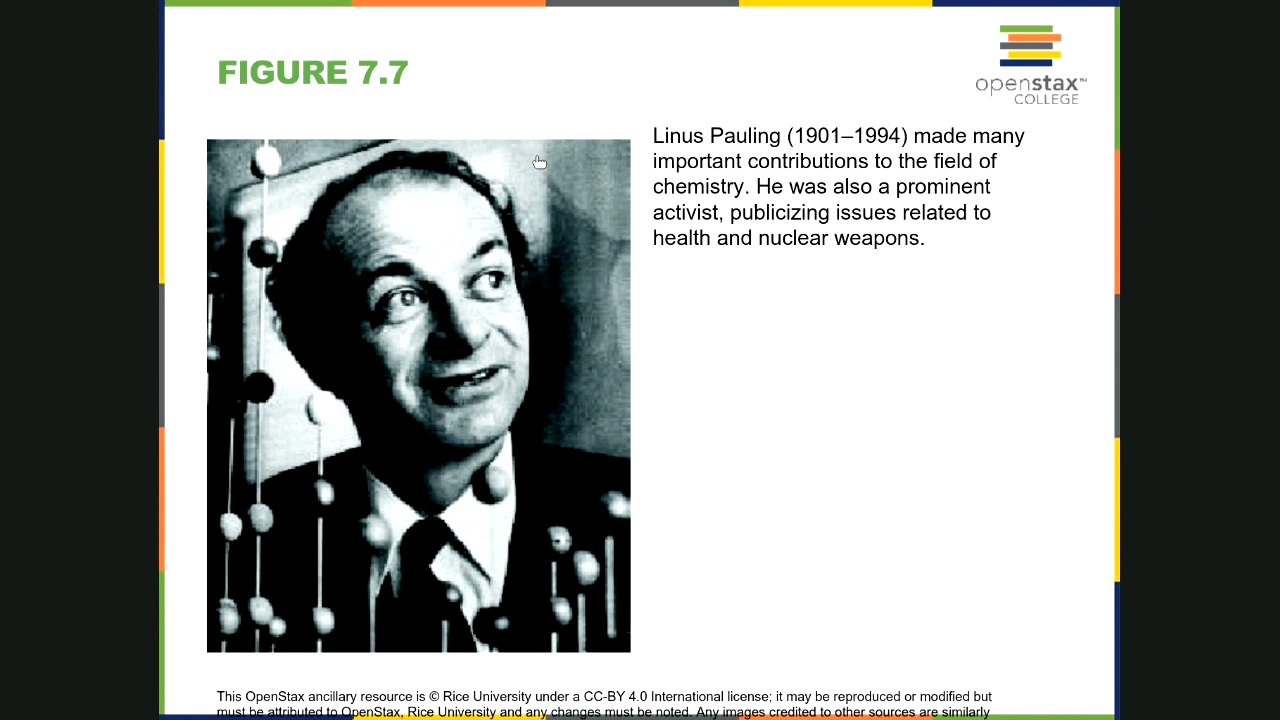 FIGURE 7.7
openstax™
COLLEGE
Linus Pauling (1901–1994) made many
important contributions to the field of
chemistry. He was also a prominent
activist, publicizing issues related to
health and nuclear weapons.
This OpenStax ancillary resource is © Rice University under a CC-BY 4.0 International license; it may be reproduced or modified but
must be attributed to OpenStax, Rice University and any changes must be noted. Any images credited to other sources are similarly